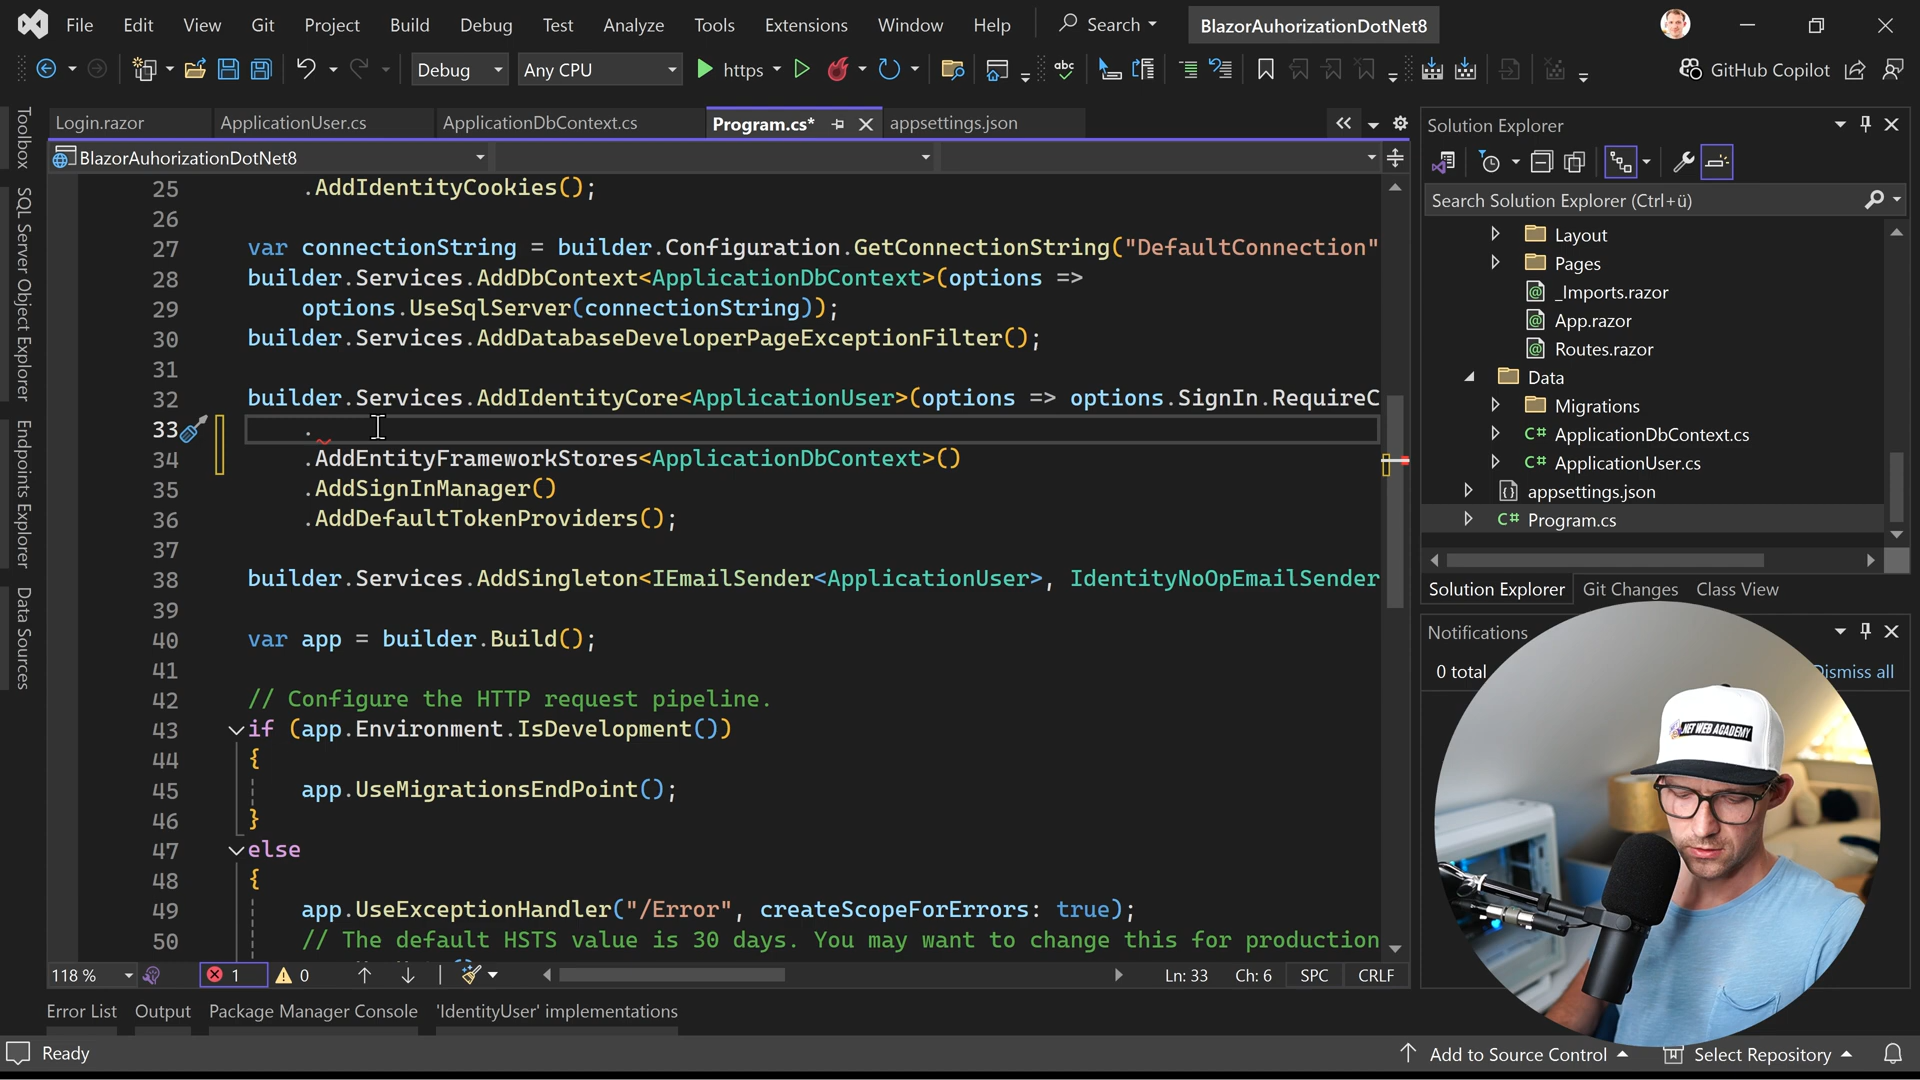 File Edit View Git Project Build Debug Test Analyze Tools Extensions Window Help Search BlazorAuhorizationDotNet8
Debug Any CPU https abc GitHub Copilot
Login.razor ApplicationUser.cs ApplicationDbContext.cs Program.cs* appsettings.json
BlazorAuhorizationDotNet8
Toolbox
SQL Server Object Explorer
Endpoints Explorer
Data Sources
25 .AddIdentityCookies();
26
27 var connectionString = builder.Configuration.GetConnectionString("DefaultConnection"
28 builder.Services.AddDbContext<ApplicationDbContext>(options =>
29 options.UseSqlServer(connectionString));
30 builder.Services.AddDatabaseDeveloperPageExceptionFilter();
31
32 builder.Services.AddIdentityCore<ApplicationUser>(options => options.SignIn.RequireC
33 .
34 .AddEntityFrameworkStores<ApplicationDbContext>()
35 .AddSignInManager()
36 .AddDefaultTokenProviders();
37
38 builder.Services.AddSingleton<IEmailSender<ApplicationUser>, IdentityNoOpEmailSender
39
40 var app = builder.Build();
41
42 // Configure the HTTP request pipeline.
43 if (app.Environment.IsDevelopment())
44 {
45 app.UseMigrationsEndPoint();
46 }
47 else
48 {
49 app.UseExceptionHandler("/Error", createScopeForErrors: true);
50 // The default HSTS value is 30 days. You may want to change this for production
118 % 1 0 Ln: 33 Ch: 6 SPC CRLF
Error List Output Package Manager Console 'IdentityUser' implementations
Ready Add to Source Control Select Repository
Solution Explorer
Search Solution Explorer (Ctrl+ü)
Layout
Pages
_Imports.razor
App.razor
Routes.razor
Data
Migrations
C# ApplicationDbContext.cs
C# ApplicationUser.cs
appsettings.json
C# Program.cs
Solution Explorer Git Changes Class View
Notifications
0 total Dismiss all
.NET WEB ACADEMY